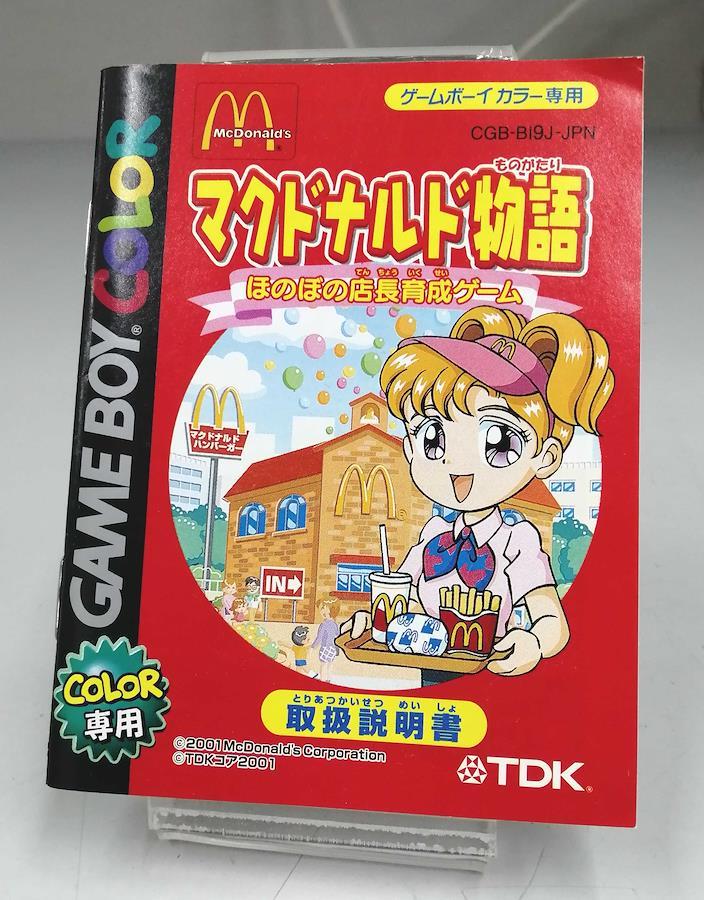 McDonald's
ゲームボーイ カラー専用
CGB-BI9J-JPN
ものがたり
マクドナルド物語
てんちょういくせい
ほのぼの店長育成ゲーム
GAME BOY COLOR
マクドナルド
ハンバーガー
IN
COLOR
専用
とりあつかいせつめいしょ
取扱説明書
©2001 McDonald's Corporation
©TDKコア2001
TDK